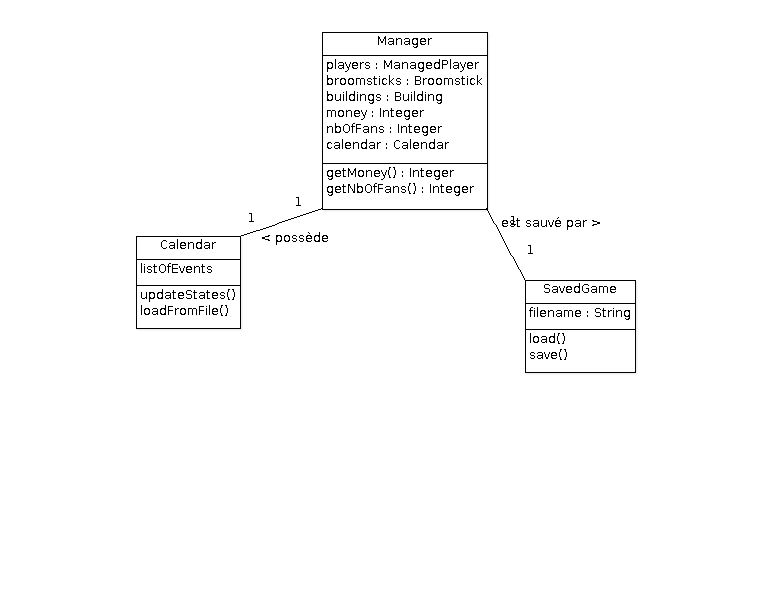 Manager
players : ManagedPlayer
broomsticks : Broomstick
buildings : Building
money : Integer
nbOfFans : Integer
calendar : Calendar
getMoney() : Integer
getNbOfFans() : Integer
1
1
< possède
est sauvé par >
1
1
Calendar
listOfEvents
updateStates()
loadFromFile()
SavedGame
filename : String
load()
save()